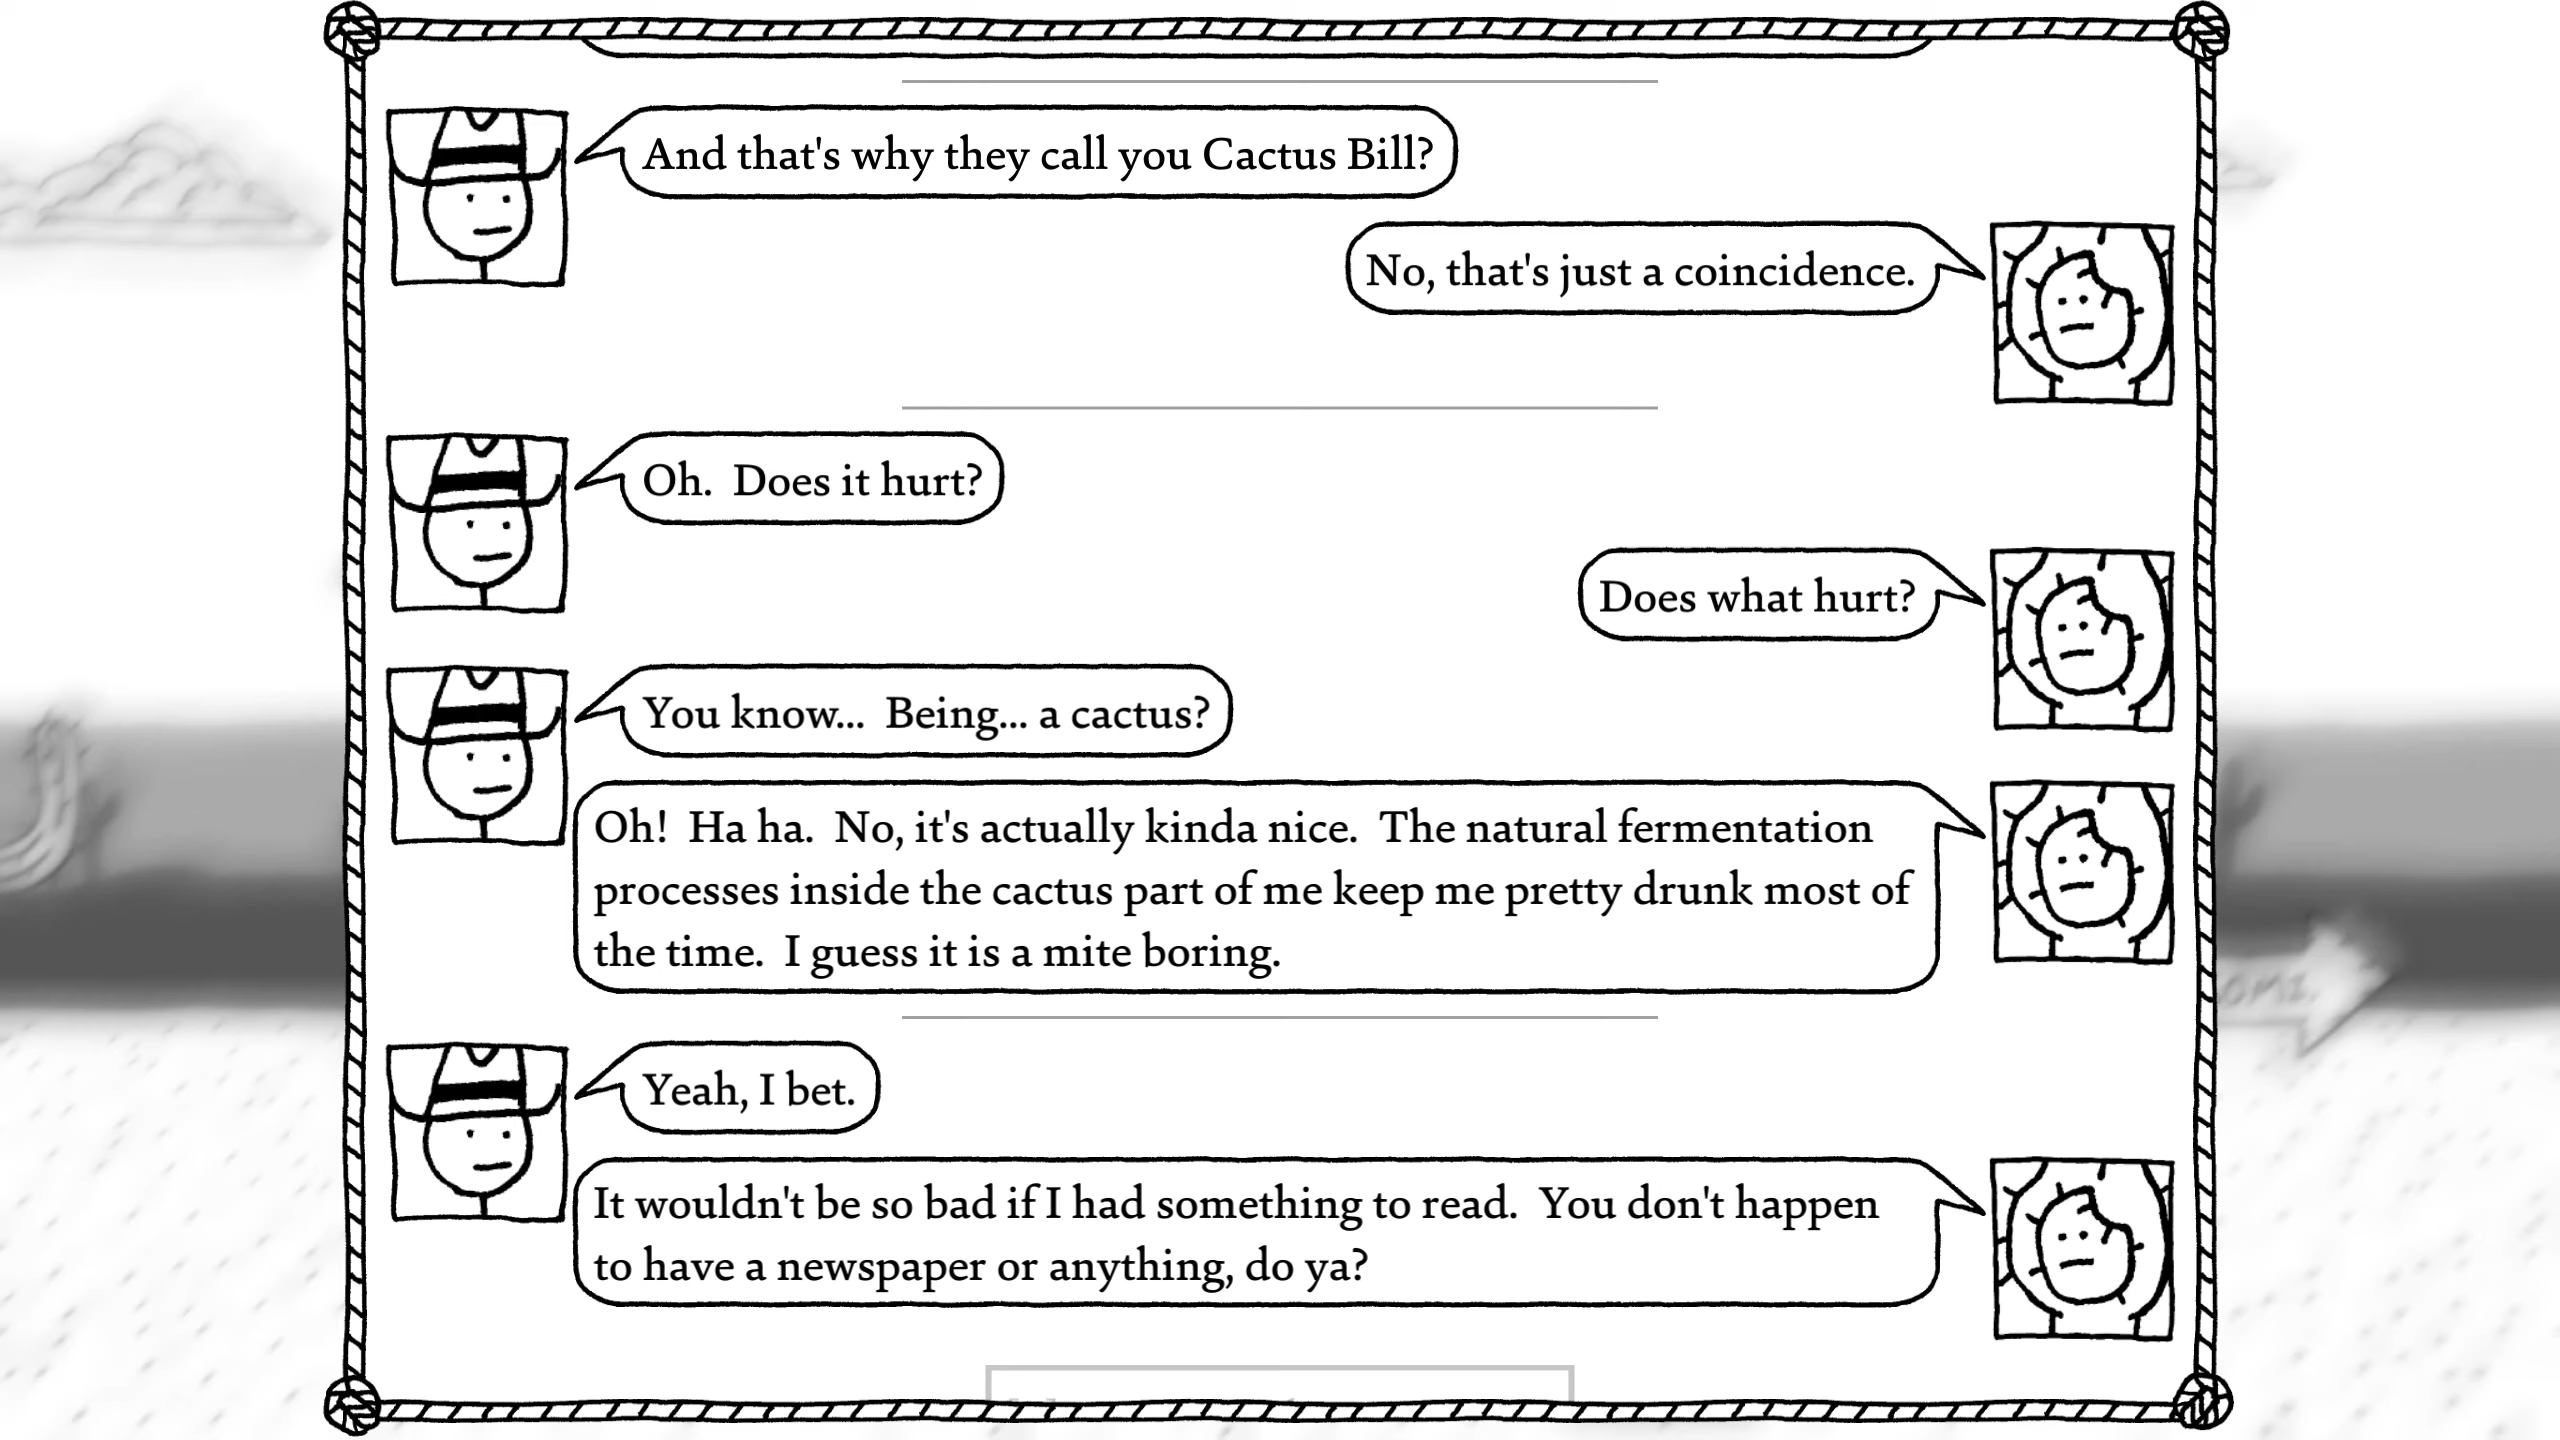 And that's why they call you Cactus Bill?
No, that's just a coincidence.
Oh.  Does it hurt?
Does what hurt?
You know...  Being... a cactus?
Oh!  Ha ha.  No, it's actually kinda nice.  The natural fermentation
processes inside the cactus part of me keep me pretty drunk most of
the time.  I guess it is a mite boring.
Yeah, I bet.
It wouldn't be so bad if I had something to read.  You don't happen
to have a newspaper or anything, do ya?